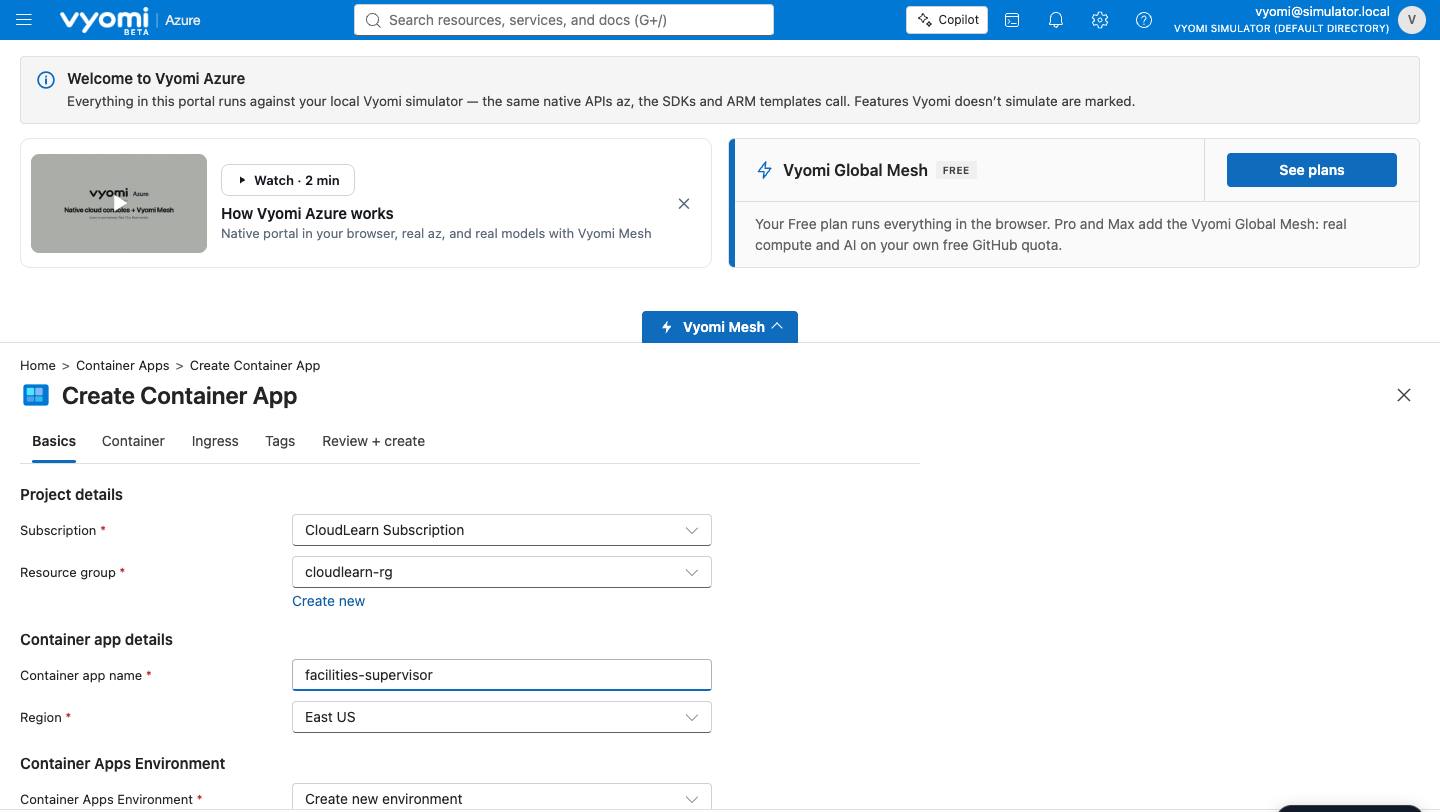 vyomi
BETA
Azure
Search resources, services, and docs (G+/)
Copilot
vyomi@simulator.local
VYOMI SIMULATOR (DEFAULT DIRECTORY)
V
Welcome to Vyomi Azure
Everything in this portal runs against your local Vyomi simulator — the same native APIs az, the SDKs and ARM templates call. Features Vyomi doesn't simulate are marked.
vyomi Azure
Native cloud consoles + Vyomi Mesh
Watch · 2 min
How Vyomi Azure works
Native portal in your browser, real az, and real models with Vyomi Mesh
Vyomi Global Mesh FREE
See plans
Your Free plan runs everything in the browser. Pro and Max add the Vyomi Global Mesh: real
compute and AI on your own free GitHub quota.
Vyomi Mesh
Home > Container Apps > Create Container App
Create Container App
Basics Container Ingress Tags Review + create
Project details
Subscription * CloudLearn Subscription
Resource group * cloudlearn-rg
Create new
Container app details
Container app name * facilities-supervisor
Region * East US
Container Apps Environment
Container Apps Environment * Create new environment